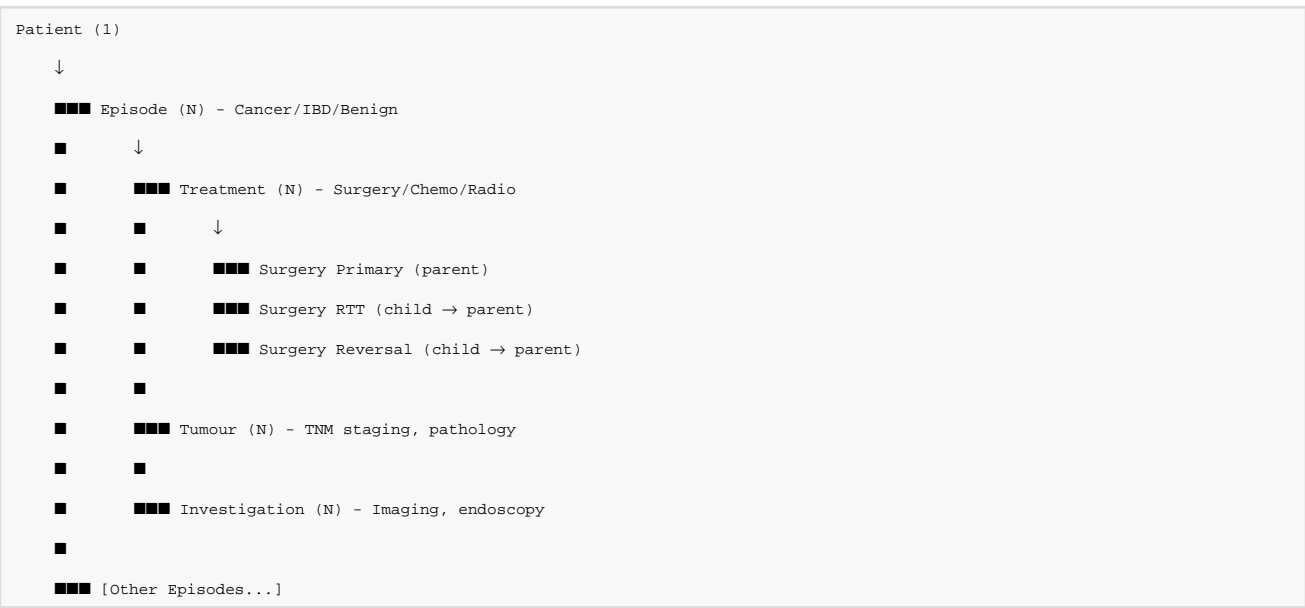 Patient (1)
↓
■■■ Episode (N) - Cancer/IBD/Benign
■ ↓
■ ■■■ Treatment (N) - Surgery/Chemo/Radio
■ ■ ↓
■ ■ ■■■ Surgery Primary (parent)
■ ■ ■■■ Surgery RTT (child → parent)
■ ■ ■■■ Surgery Reversal (child → parent)
■ ■
■ ■■■ Tumour (N) - TNM staging, pathology
■ ■
■ ■■■ Investigation (N) - Imaging, endoscopy
■
■■■ [Other Episodes...]